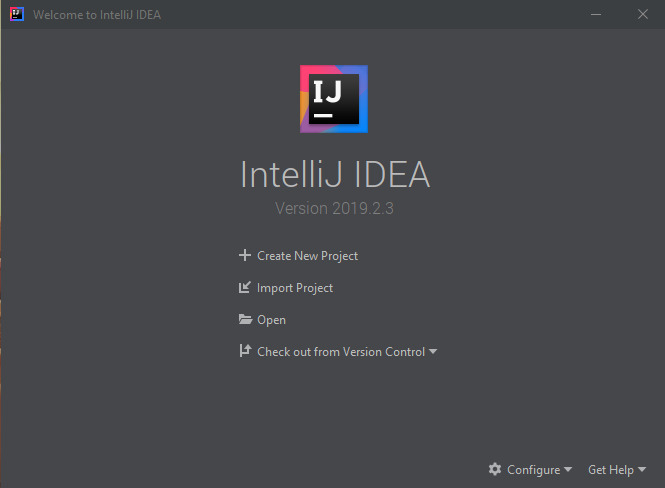 Welcome to IntelliJ IDEA
IJ
IntelliJ IDEA
Version 2019.2.3
Create New Project
Import Project
Open
Check out from Version Control
Configure
Get Help